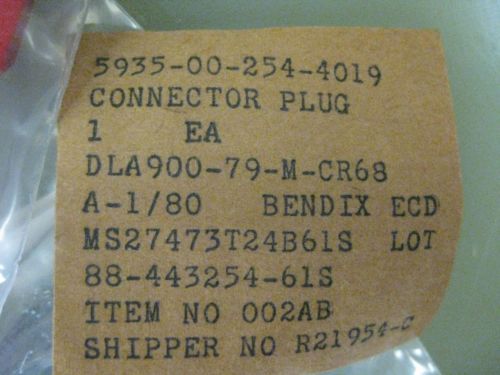 5935-00-254-4019
CONNECTOR PLUG
1 EA
DLA900-79-M-CR68
A-1/80 BENDIX ECD
MS27473T24B61S LOT
88-443254-61S
ITEM NO 002AB
SHIPPER NO R21954-C